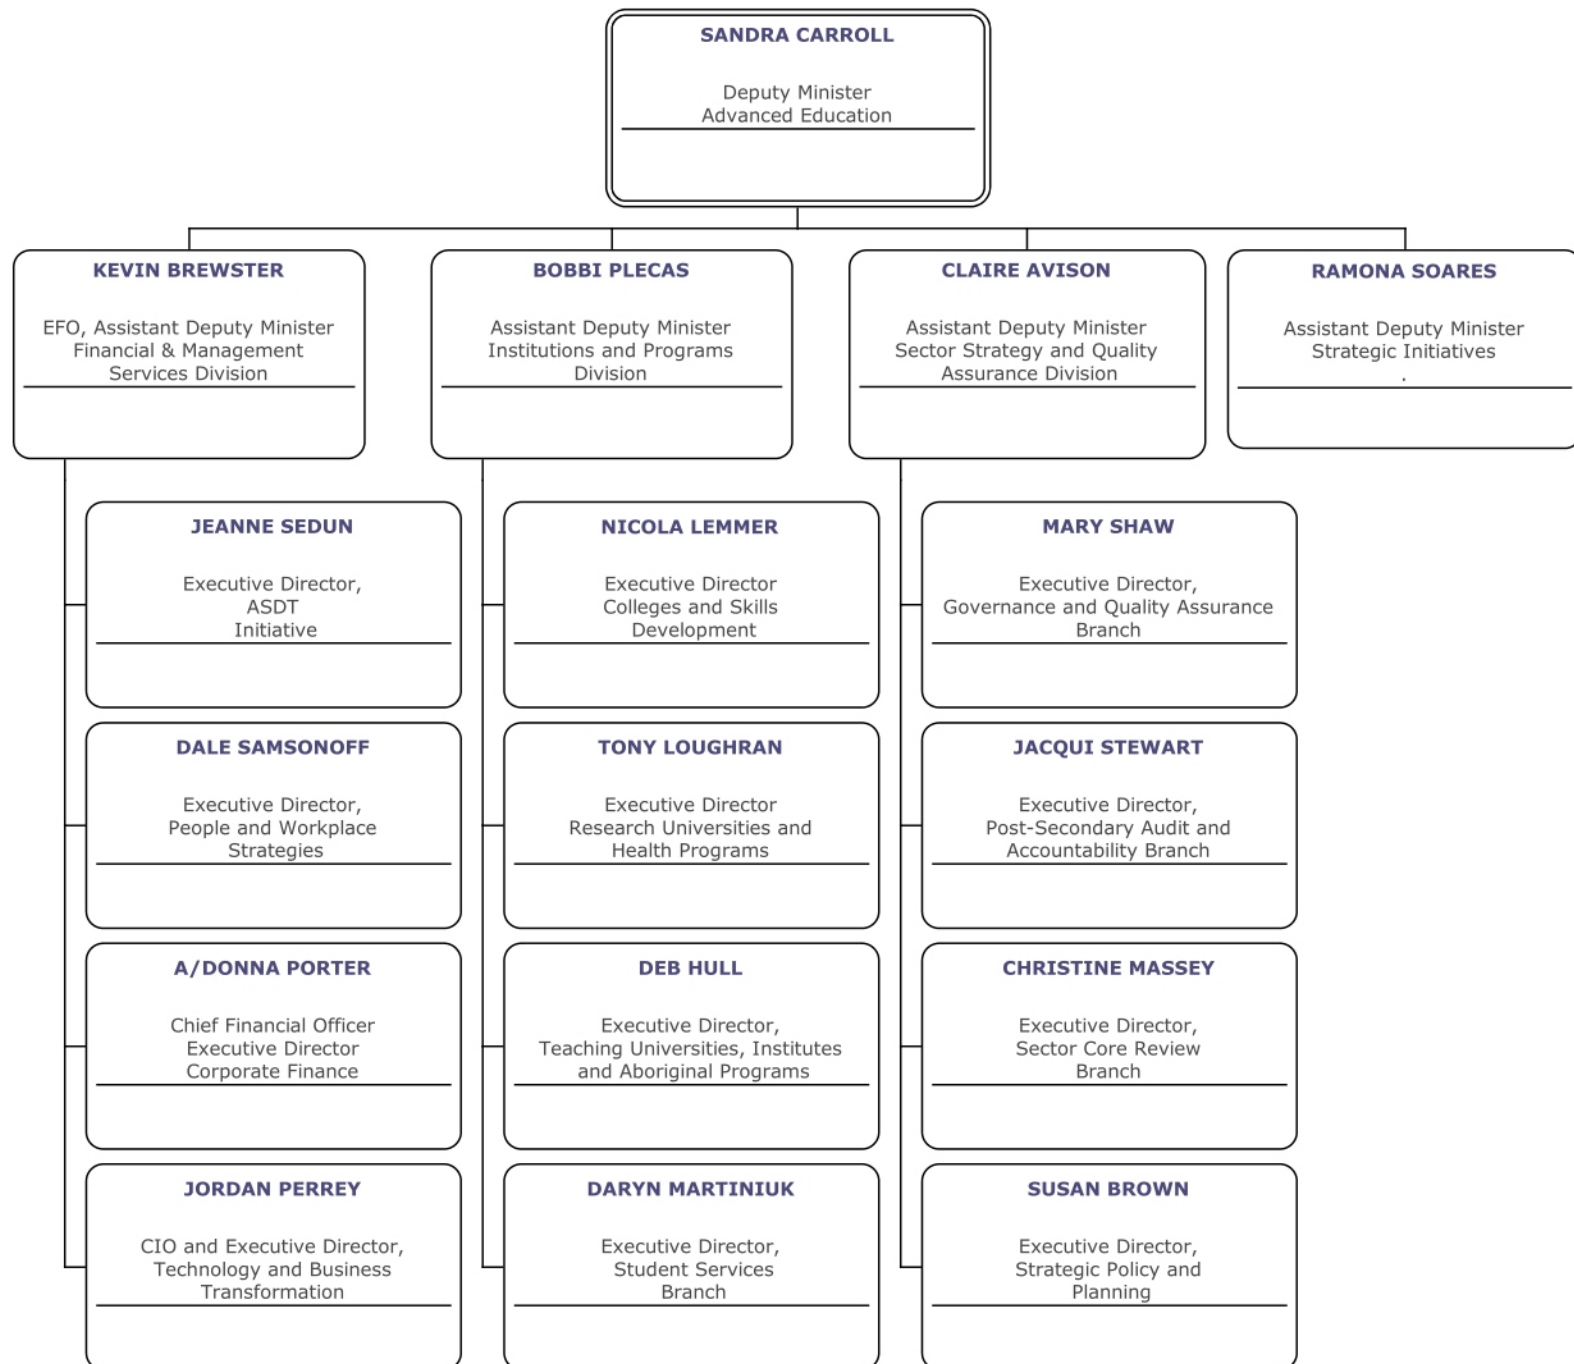 SANDRA CARROLL
Deputy Minister
Advanced Education
KEVIN BREWSTER
EFO, Assistant Deputy Minister
Financial & Management
Services Division
BOBBI PLECAS
Assistant Deputy Minister
Institutions and Programs
Division
CLAIRE AVISON
Assistant Deputy Minister
Sector Strategy and Quality
Assurance Division
RAMONA SOARES
Assistant Deputy Minister
Strategic Initiatives
.
JEANNE SEDUN
Executive Director,
ASDT
Initiative
NICOLA LEMMER
Executive Director
Colleges and Skills
Development
MARY SHAW
Executive Director,
Governance and Quality Assurance
Branch
DALE SAMSONOFF
Executive Director,
People and Workplace
Strategies
TONY LOUGHRAN
Executive Director
Research Universities and
Health Programs
JACQUI STEWART
Executive Director,
Post-Secondary Audit and
Accountability Branch
A/DONNA PORTER
Chief Financial Officer
Executive Director
Corporate Finance
DEB HULL
Executive Director,
Teaching Universities, Institutes
and Aboriginal Programs
CHRISTINE MASSEY
Executive Director,
Sector Core Review
Branch
JORDAN PERREY
CIO and Executive Director,
Technology and Business
Transformation
DARYN MARTINIUK
Executive Director,
Student Services
Branch
SUSAN BROWN
Executive Director,
Strategic Policy and
Planning